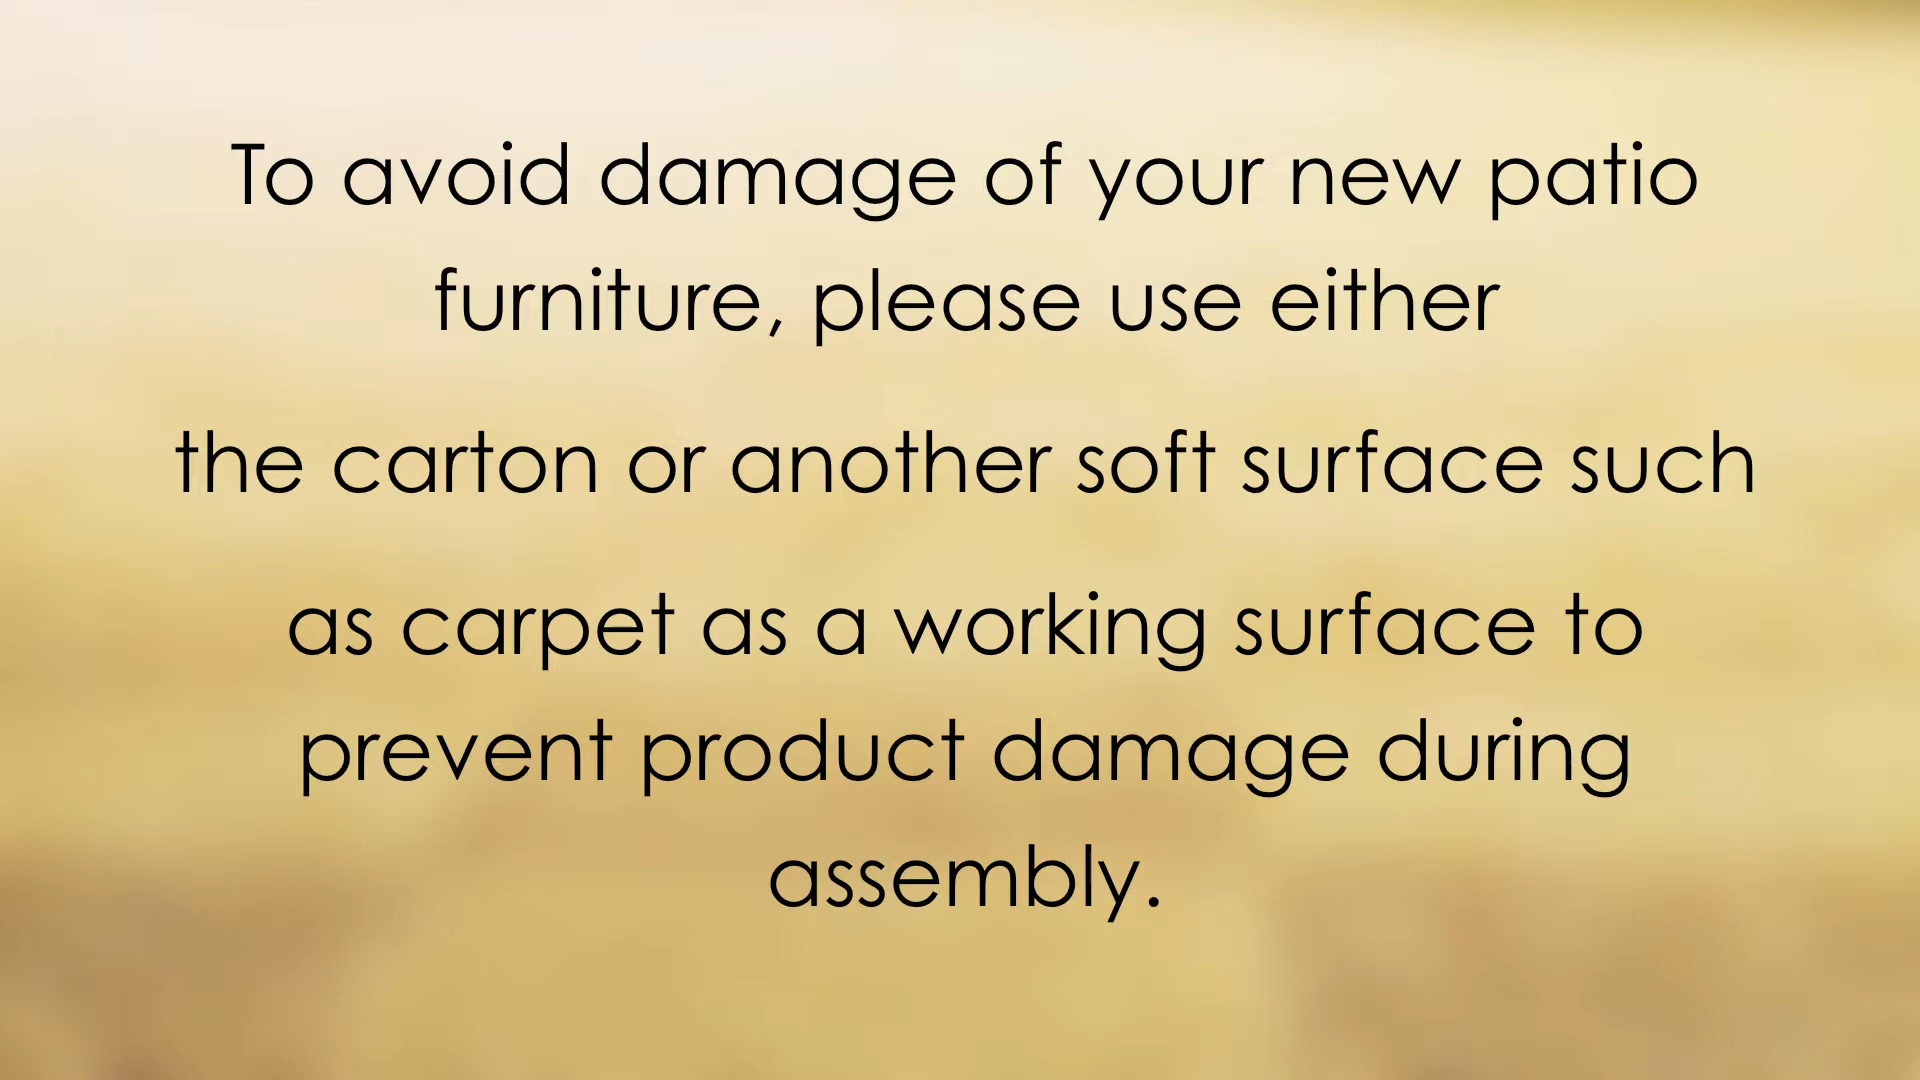 To avoid damage of your new patio
furniture, please use either
the carton or another soft surface such
as carpet as a working surface to
prevent product damage during
assembly.